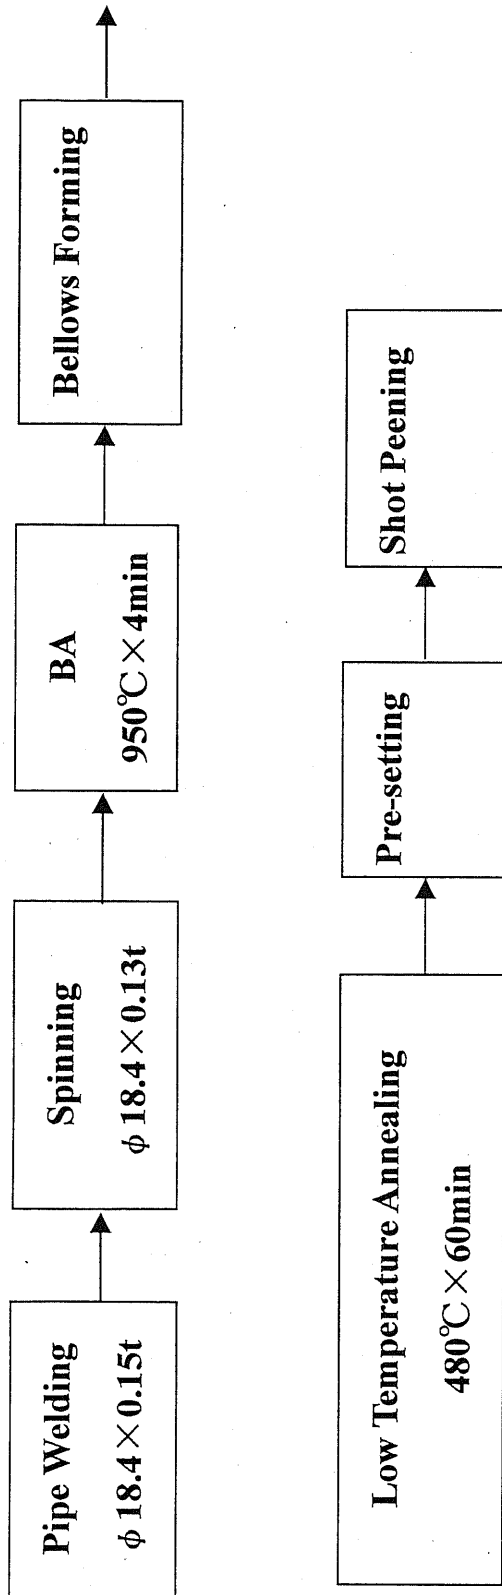 Pipe Welding
φ 18.4×0.15t
Spinning
φ 18.4×0.13t
BA
950℃×4min
Bellows Forming
Low Temperature Annealing
480℃×60min
Pre-setting
Shot Peening